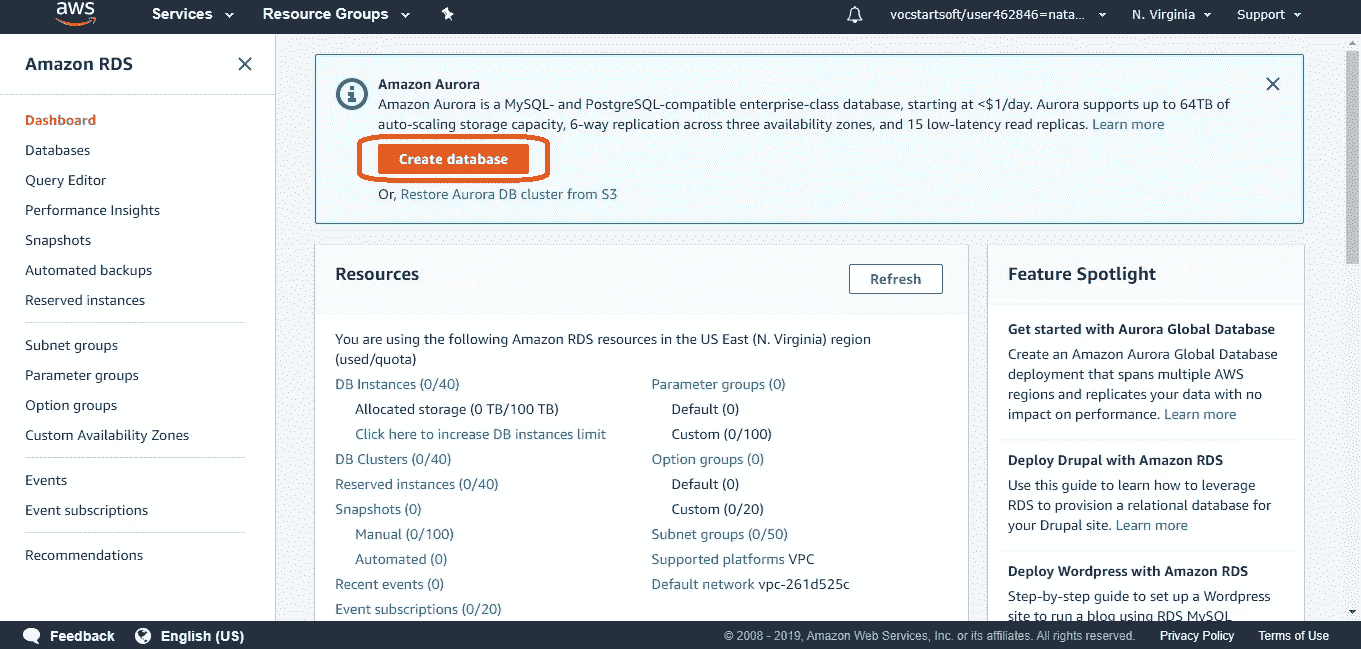 aws
Services
Resource Groups
vocstartsoft/user462846=nata...
N. Virginia
Support
Amazon RDS
Dashboard
Databases
Query Editor
Performance Insights
Snapshots
Automated backups
Reserved instances
Subnet groups
Parameter groups
Option groups
Custom Availability Zones
Events
Event subscriptions
Recommendations
Amazon Aurora
Amazon Aurora is a MySQL- and PostgreSQL-compatible enterprise-class database, starting at <$1/day. Aurora supports up to 64TB of
auto-scaling storage capacity, 6-way replication across three availability zones, and 15 low-latency read replicas. Learn more
Create database
Or, Restore Aurora DB cluster from S3
Resources
Refresh
You are using the following Amazon RDS resources in the US East (N. Virginia) region
(used/quota)
DB Instances (0/40)
Allocated storage (0 TB/100 TB)
Click here to increase DB instances limit
DB Clusters (0/40)
Reserved instances (0/40)
Snapshots (0)
Manual (0/100)
Automated (0)
Recent events (0)
Event subscriptions (0/20)
Parameter groups (0)
Default (0)
Custom (0/100)
Option groups (0)
Default (0)
Custom (0/20)
Subnet groups (0/50)
Supported platforms VPC
Default network vpc-261d525c
Feature Spotlight
Get started with Aurora Global Database
Create an Amazon Aurora Global Database
deployment that spans multiple AWS
regions and replicates your data with no
impact on performance. Learn more
Deploy Drupal with Amazon RDS
Use this guide to learn how to leverage
RDS to provision a relational database for
your Drupal site. Learn more
Deploy Wordpress with Amazon RDS
Step-by-step guide to set up a Wordpress
site to run a blog using RDS MySQL
Feedback
English (US)
© 2008 - 2019, Amazon Web Services, Inc. or its affiliates. All rights reserved.
Privacy Policy
Terms of Use